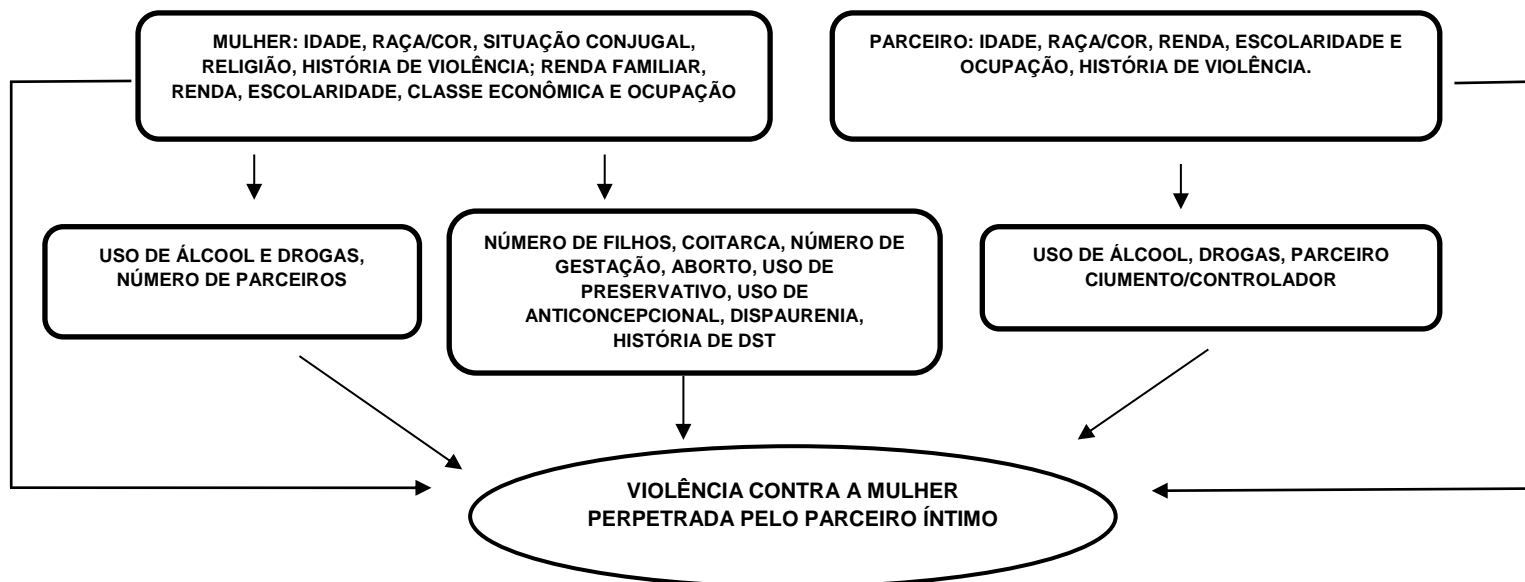 MULHER: IDADE, RAÇA/COR, SITUAÇÃO CONJUGAL,
RELIGIÃO, HISTÓRIA DE VIOLÊNCIA; RENDA FAMILIAR,
RENDA, ESCOLARIDADE, CLASSE ECONÔMICA E OCUPAÇÃO
PARCEIRO: IDADE, RAÇA/COR, RENDA, ESCOLARIDADE E
OCUPAÇÃO, HISTÓRIA DE VIOLÊNCIA.
USO DE ÁLCOOL E DROGAS,
NÚMERO DE PARCEIROS
NÚMERO DE FILHOS, COITARCA, NÚMERO DE
GESTAÇÃO, ABORTO, USO DE
PRESERVATIVO, USO DE
ANTICONCEPCIONAL, DISPAURENIA,
HISTÓRIA DE DST
USO DE ÁLCOOL, DROGAS, PARCEIRO
CIUMENTO/CONTROLADOR
VIOLÊNCIA CONTRA A MULHER
PERPETRADA PELO PARCEIRO ÍNTIMO